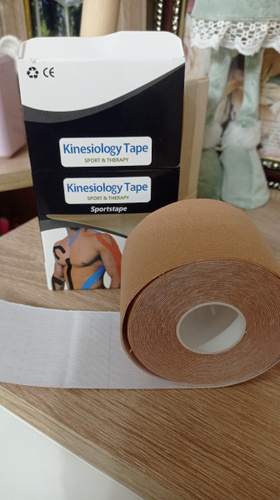 CE
Kinesiology Tape
SPORT & THERAPY
Kinesiology Tape
SPORT & THERAPY
Sportstape